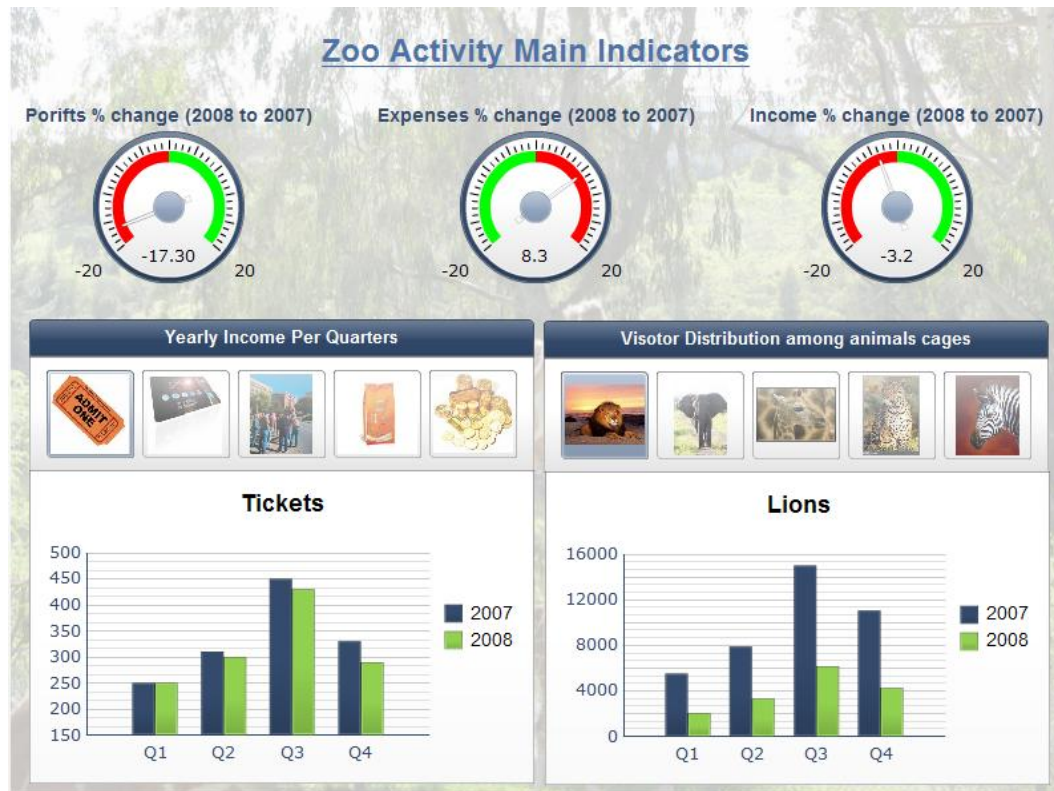 Zoo Activity Main Indicators
Porifts % change (2008 to 2007)
Expenses % change (2008 to 2007)
Income % change (2008 to 2007)
-17.30
-20
20
8.3
-20
20
-3.2
-20
20
Yearly Income Per Quarters
ADMIT
ONE
Tickets
500
450
400
350
300
250
200
150
Q1
Q2
Q3
Q4
2007
2008
Visotor Distribution among animals cages
Lions
16000
12000
8000
4000
0
Q1
Q2
Q3
Q4
2007
2008